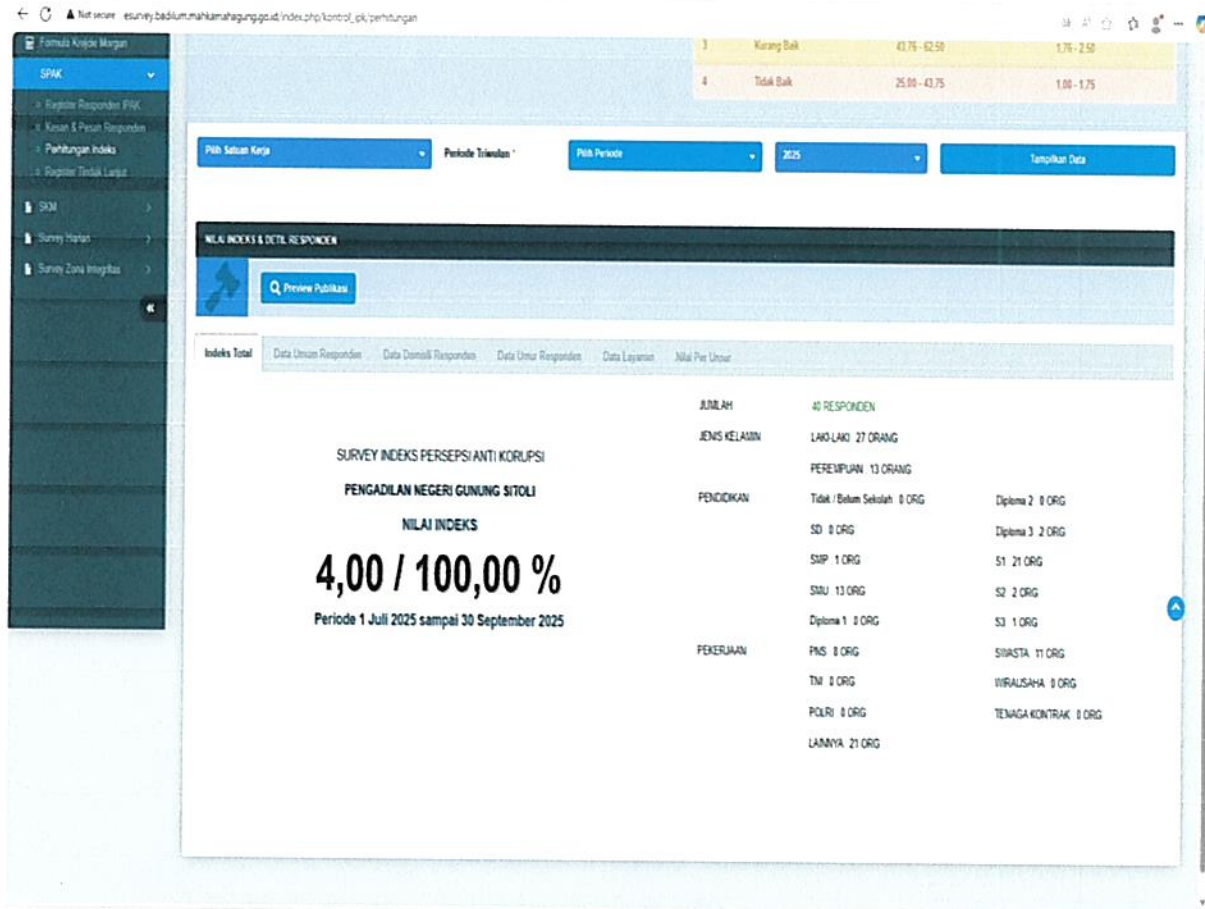 Not secure esurvey.badilum.mahkamahagung.go.id/index.php/kontrol_ipk/perhitungan
Formula Krejcie Morgan
SPAK
Register Responden IPAK
Kesan & Pesan Responden
Perhitungan Indeks
Register Tindak Lanjut
SKM
Survey Harian
Survey Zona Integritas
3 Kurang Baik 43,76 - 62,50 1,76 - 2,50
4 Tidak Baik 25,00 - 43,75 1,00 - 1,75
Pilih Satuan Kerja Periode Triwulan * Pilih Periode 2025 Tampilkan Data
NILAI INDEKS & DETIL RESPONDEN
Preview Publikasi
Indeks Total Data Umum Responden Data Domisili Responden Data Umur Responden Data Layanan Nilai Per Unsur
SURVEY INDEKS PERSEPSI ANTI KORUPSI
PENGADILAN NEGERI GUNUNG SITOLI
NILAI INDEKS
4,00 / 100,00 %
Periode 1 Juli 2025 sampai 30 September 2025
JUMLAH 40 RESPONDEN
JENIS KELAMIN LAKI-LAKI 27 ORANG
PEREMPUAN 13 ORANG
PENDIDIKAN Tidak / Belum Sekolah 0 ORG Diploma 2 0 ORG
SD 0 ORG Diploma 3 2 ORG
SMP 1 ORG S1 21 ORG
SMU 13 ORG S2 2 ORG
Diploma 1 0 ORG S3 1 ORG
PEKERJAAN PNS 8 ORG SWASTA 11 ORG
TNI 0 ORG WIRAUSAHA 0 ORG
POLRI 0 ORG TENAGA KONTRAK 0 ORG
LAINNYA 21 ORG